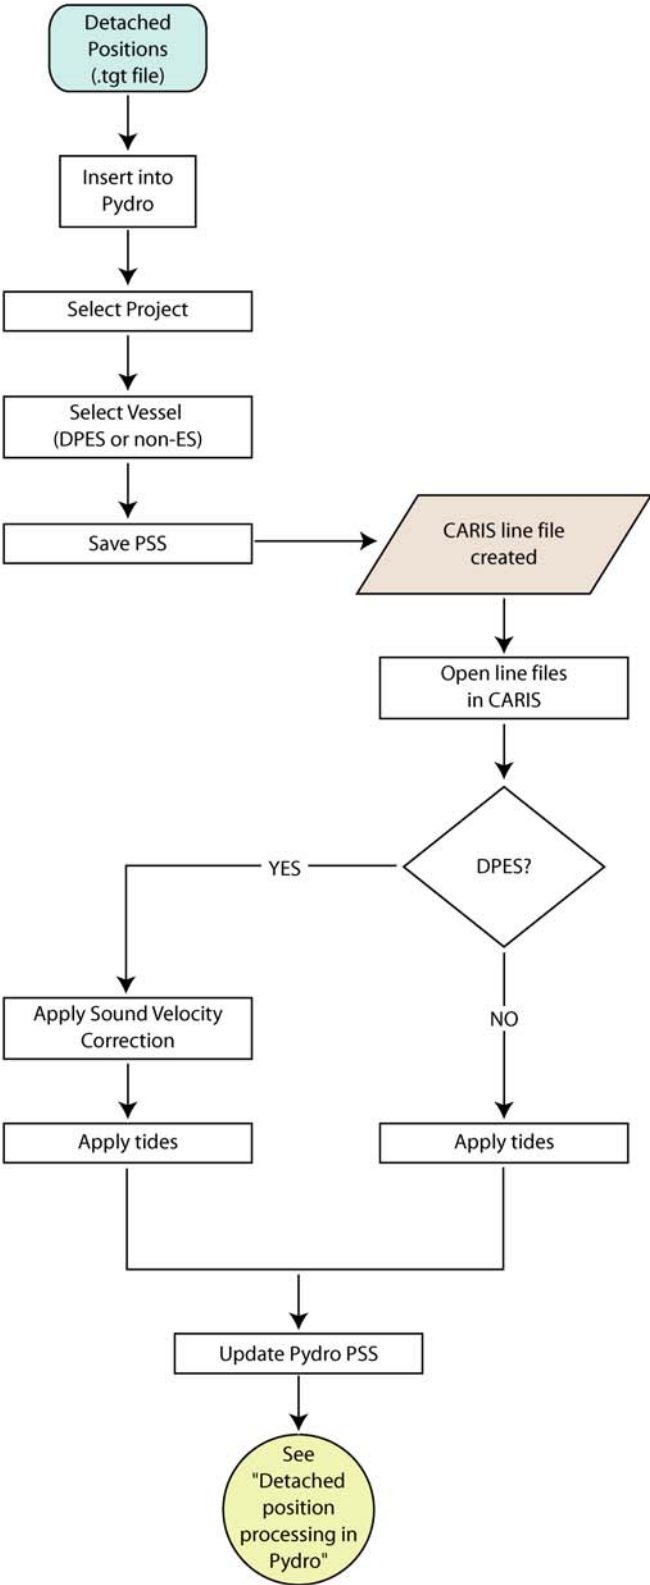 Detached
Positions
(.tgt file)
Insert into
Pydro
Select Project
Select Vessel
(DPES or non-ES)
Save PSS
CARIS line file
created
Open line files
in CARIS
DPES?
YES
NO
Apply Sound Velocity
Correction
Apply tides
Apply tides
Update Pydro PSS
See
"Detached
position
processing in
Pydro"